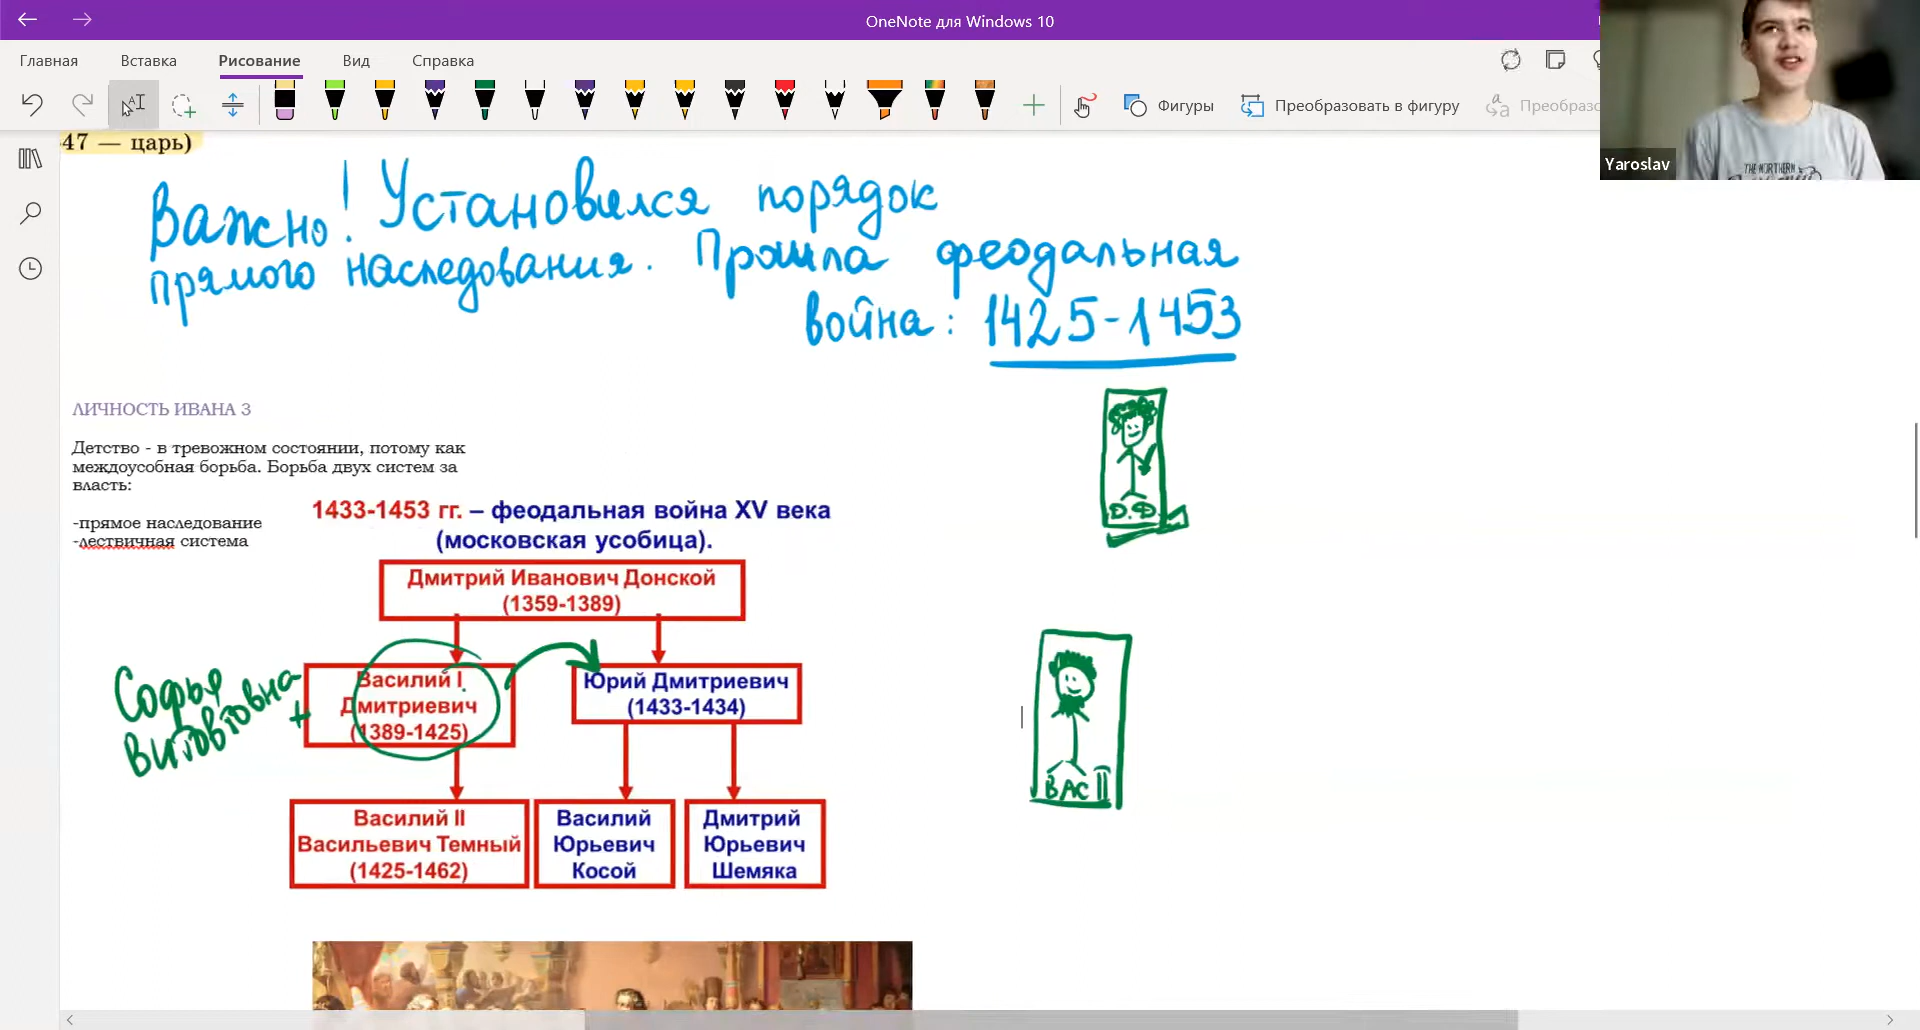 OneNote для Windows 10
Главная
Вставка
Рисование
Вид
Справка
Фигуры
Преобразовать в фигуру
Преобразо
Yaroslav
47 — царь)
Важно! Установился порядок
прямого наследования. Прошла феодальная
война: 1425-1453
ЛИЧНОСТЬ ИВАНА 3
Детство - в тревожном состоянии, потому как
междоусобная борьба. Борьба двух систем за
власть:
-прямое наследование
-лествичная система
1433-1453 гг. – феодальная война XV века
(московская усобица).
Дмитрий Иванович Донской
(1359-1389)
Софья
Витовтовна
+
Василий I
Дмитриевич
(1389-1425)
Юрий Дмитриевич
(1433-1434)
Василий II
Васильевич Темный
(1425-1462)
Василий
Юрьевич
Косой
Дмитрий
Юрьевич
Шемяка
Д.Д.
ВАС II